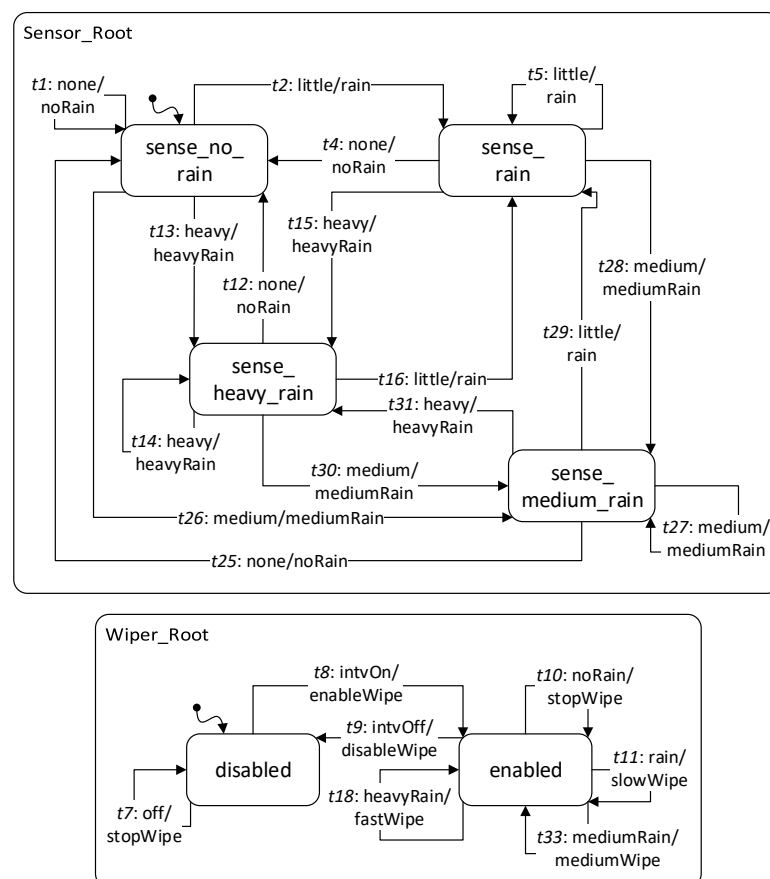 Sensor_Root
t1: none/
noRain
t2: little/rain
t5: little/
rain
sense_no_
rain
t4: none/
noRain
sense_
rain
t13: heavy/
heavyRain
t15: heavy/
heavyRain
t12: none/
noRain
t28: medium/
mediumRain
t29: little/
rain
sense_
heavy_rain
t16: little/rain
t31: heavy/
heavyRain
t14: heavy/
heavyRain
t30: medium/
mediumRain
sense_
medium_rain
t26: medium/mediumRain
t27: medium/
mediumRain
t25: none/noRain
Wiper_Root
t8: intvOn/
enableWipe
t10: noRain/
stopWipe
t9: intvOff/
disableWipe
disabled
enabled
t11: rain/
slowWipe
t7: off/
stopWipe
t18: heavyRain/
fastWipe
t33: mediumRain/
mediumWipe